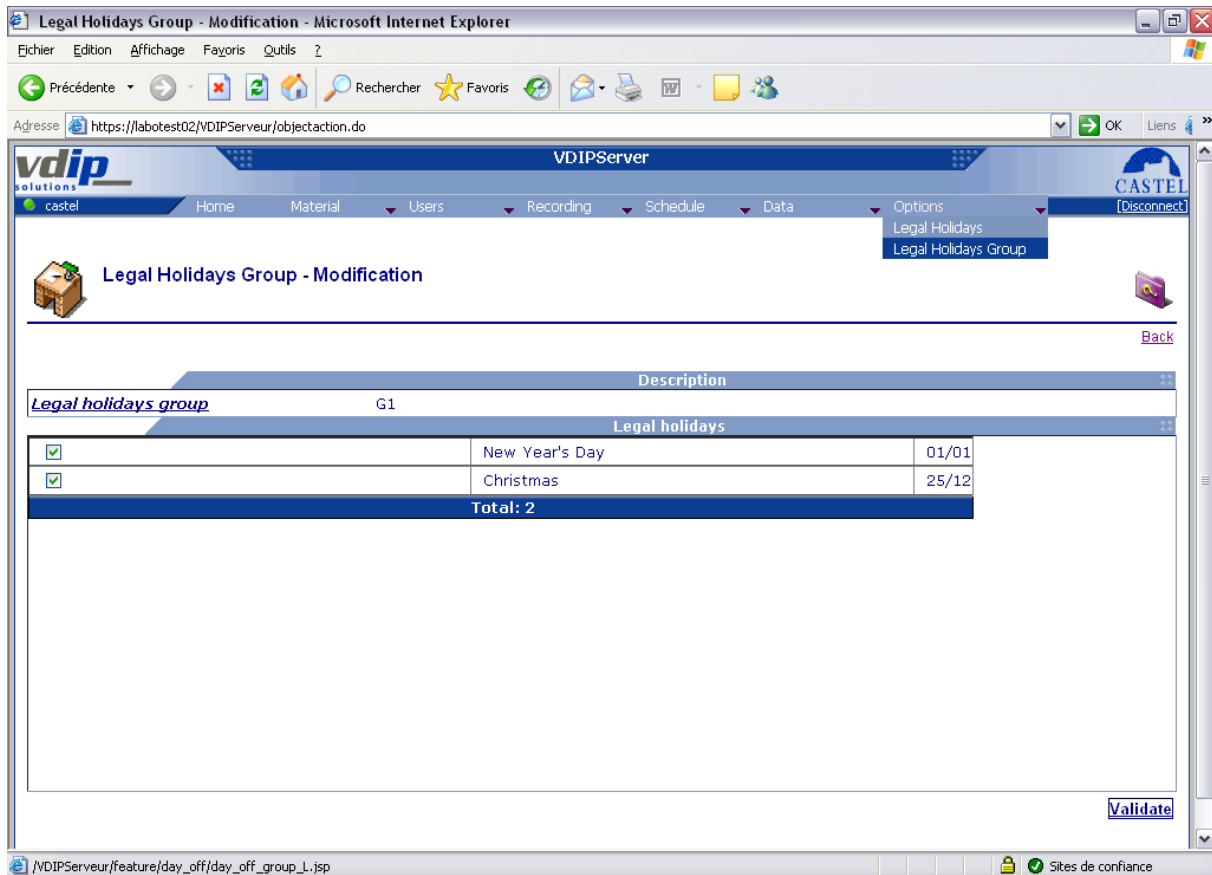 Legal Holidays Group - Modification - Microsoft Internet Explorer
Fichier Edition Affichage Favoris Outils ?
Précédente Rechercher Favoris
Adresse https://labotest02/VDIPServeur/objectaction.do OK Liens »
vdip solutions VDIPServer CASTEL
castel Home Material Users Recording Schedule Data Options [Disconnect]
Legal Holidays
Legal Holidays Group
Legal Holidays Group - Modification
Back
Description
Legal holidays group G1
Legal holidays
New Year's Day 01/01
Christmas 25/12
Total: 2
Validate
/VDIPServeur/feature/day_off/day_off_group_L.jsp Sites de confiance